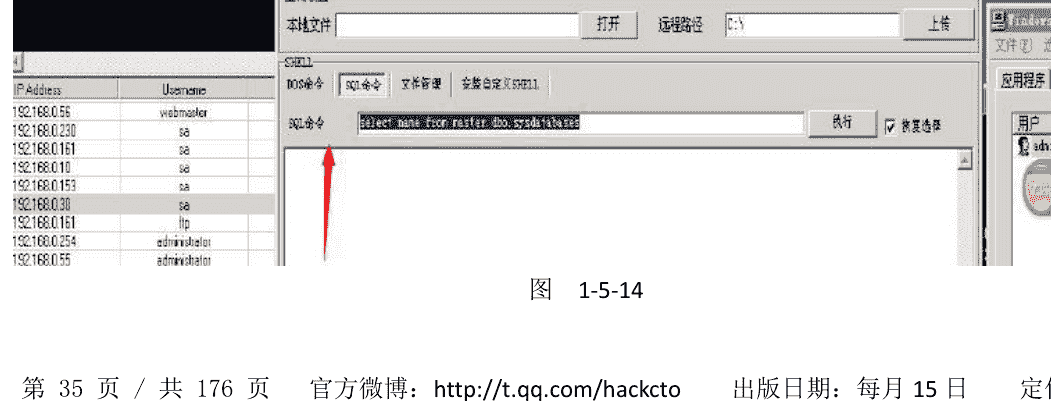 本地文件 打开 远程路径 C:\ 上传
文件(F)
SHELL
DOS命令 SQL命令 文件管理 安装自定义SHELL
应用程序
IP Address Username
SQL命令 select name from master.dbo.sysdatabases 执行 恢复选择
用户
192.168.0.56 webmaster
192.168.0.230 sa
192.168.0.161 sa
192.168.0.10 sa
192.168.0.153 sa
192.168.0.30 sa
192.168.0.161 ftp
192.168.0.254 administrator
192.168.0.55 administrator
图 1-5-14
第 35 页 / 共 176 页 官方微博：http://t.qq.com/hackcto 出版日期：每月 15 日